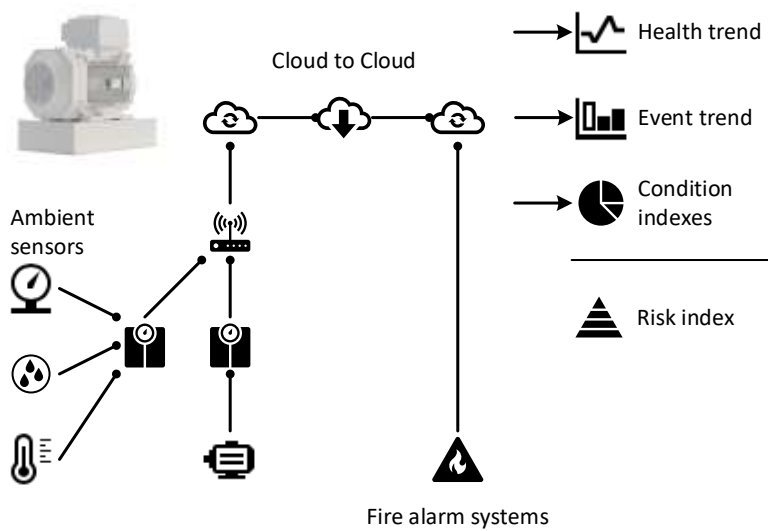 Cloud to Cloud
Health trend
Event trend
Condition
indexes
Risk index
Ambient
sensors
Fire alarm systems